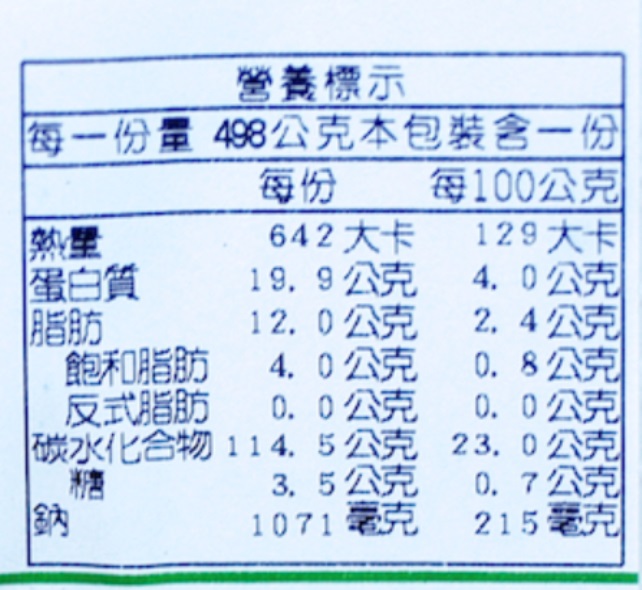 營養標示
每一份量 498公克本包裝含一份
每份 每100公克
熱量 642大卡 129大卡
蛋白質 19.9公克 4.0公克
脂肪 12.0公克 2.4公克
飽和脂肪 4.0公克 0.8公克
反式脂肪 0.0公克 0.0公克
碳水化合物 114.5公克 23.0公克
糖 3.5公克 0.7公克
鈉 1071毫克 215毫克